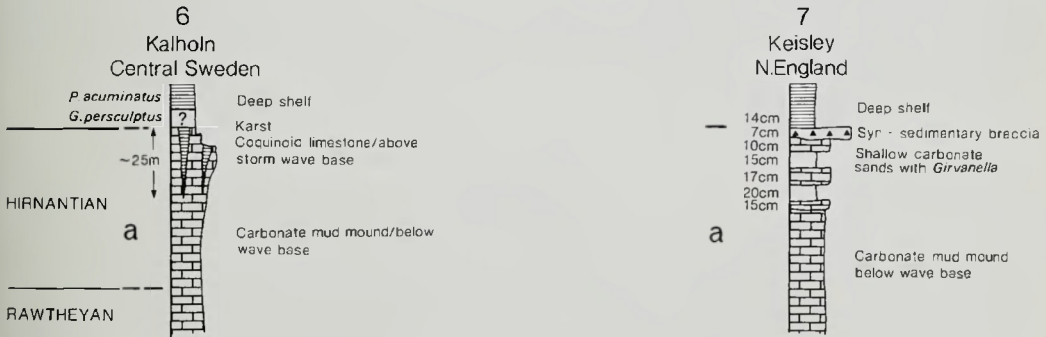 6
Kalholn
Central Sweden
P. acuminatus
G. persculptus
?
Deep shelf
Karst
Coquinoid limestone/above
storm wave base
~25m
HIRNANTIAN
a
Carbonate mud mound/below
wave base
RAWTHEYAN
7
Keisley
N.England
Deep shelf
14cm
7cm
Syn - sedimentary breccia
10cm
Shallow carbonate
sands with Girvanella
15cm
17cm
20cm
15cm
a
Carbonate mud mound
below wave base